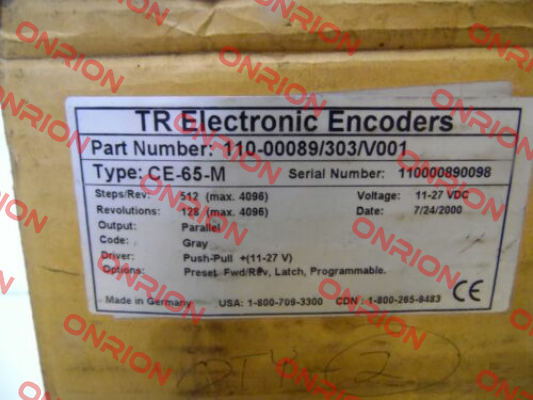 TR Electronic Encoders
Part Number: 110-00089/303/V001
Type: CE-65-M Serial Number: 110000890098
Steps/Rev: 512 (max. 4096) Voltage: 11-27 VDC
Revolutions: 128 (max. 4096) Date: 7/24/2000
Output: Parallel
Code: Gray
Driver: Push-Pull +(11-27 V)
Options: Preset, Fwd/Rev, Latch, Programmable.
Made in Germany USA: 1-800-709-3300 CDN : 1-800-265-9483 CE
QTY 2
ONRION